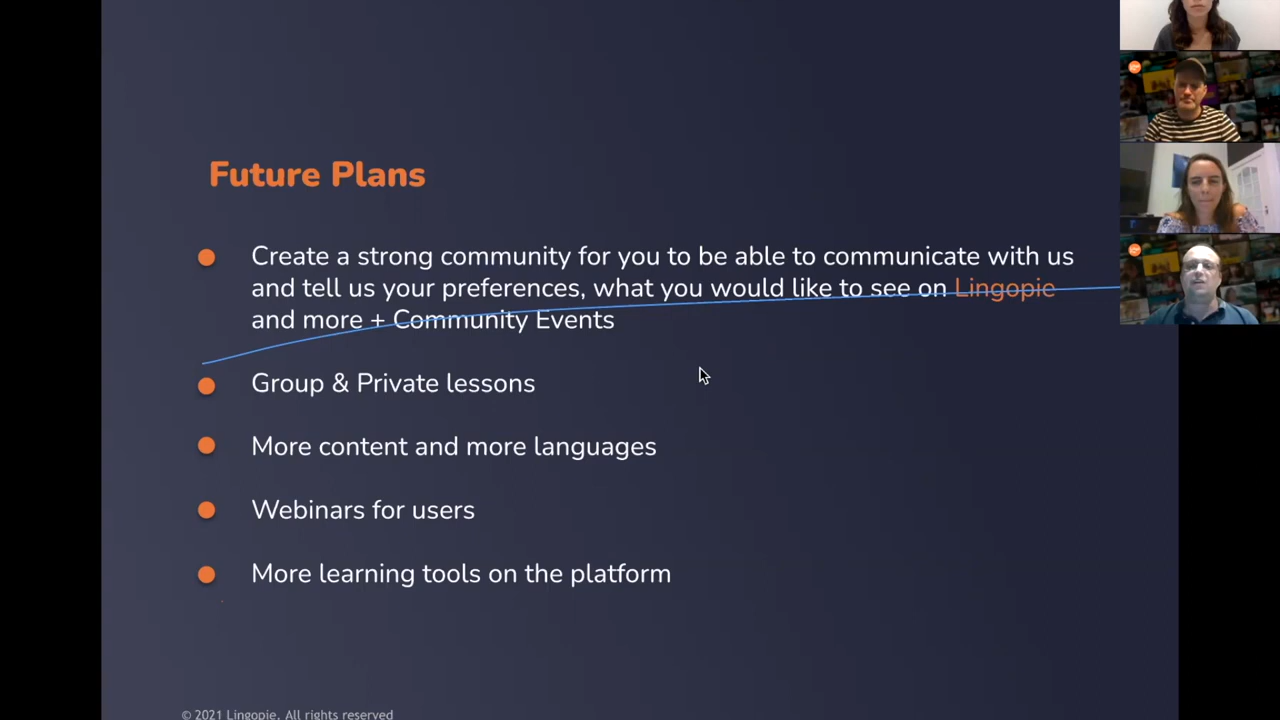 Future Plans
Create a strong community for you to be able to communicate with us
and tell us your preferences, what you would like to see on Lingopie
and more + Community Events
Group & Private lessons
More content and more languages
Webinars for users
More learning tools on the platform
© 2021 Lingopie. All rights reserved